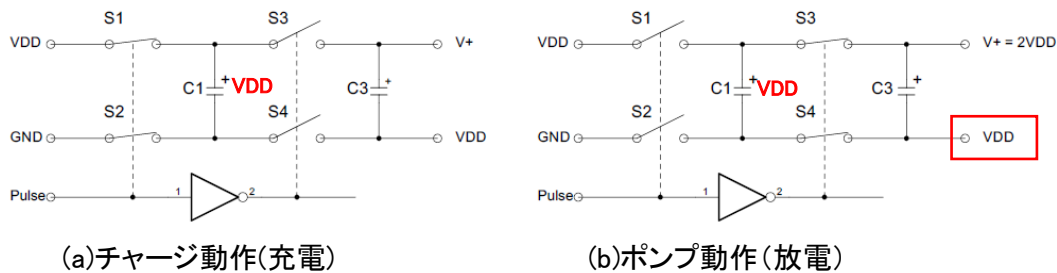 S1 S3
VDD V+
C1 + VDD C3 +
S2 S4
GND VDD
Pulse 1 2
(a)チャージ動作(充電)
S1 S3
VDD V+ = 2VDD
C1 + VDD C3 +
S2 S4
GND VDD
Pulse 1 2
(b)ポンプ動作(放電)